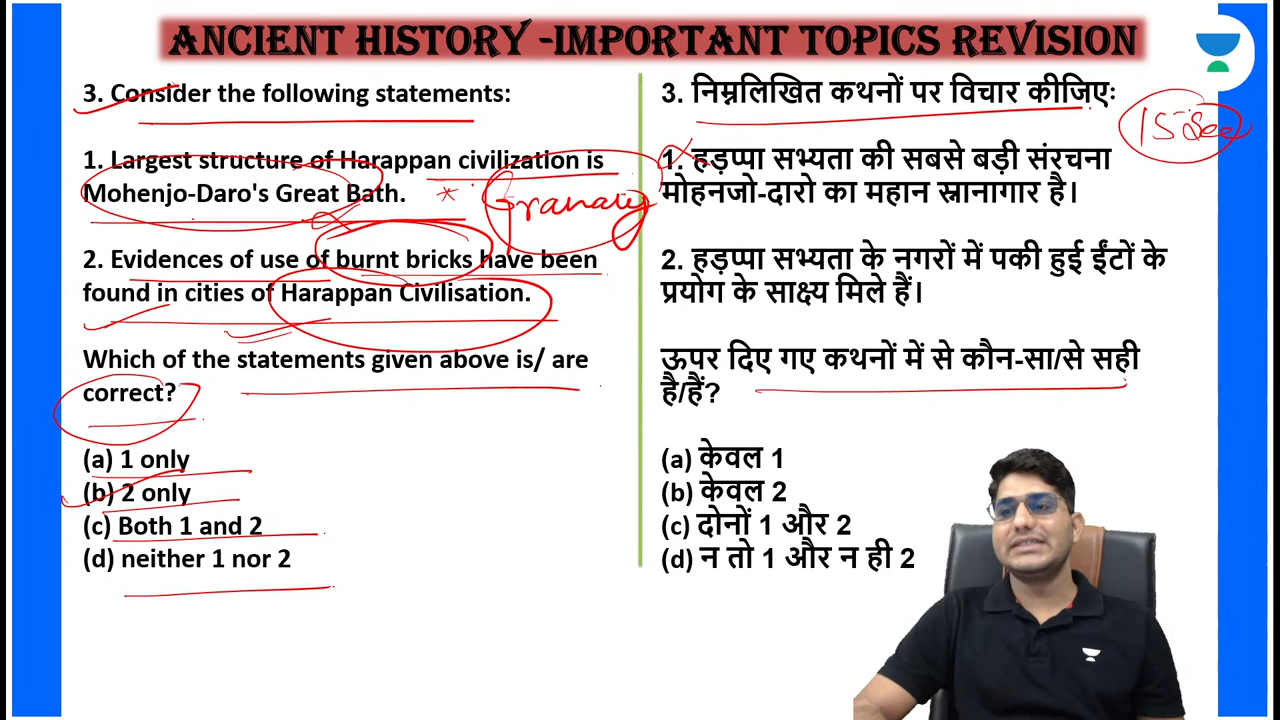 ANCIENT HISTORY -IMPORTANT TOPICS REVISION
3. Consider the following statements:
1. Largest structure of Harappan civilization is
Mohenjo-Daro's Great Bath.
Granary
2. Evidences of use of burnt bricks have been
found in cities of Harappan Civilisation.
Which of the statements given above is/ are
correct?
(a) 1 only
(b) 2 only
(c) Both 1 and 2
(d) neither 1 nor 2
3. निम्नलिखित कथनों पर विचार कीजिएः
15 Sec
1. हड़प्पा सभ्यता की सबसे बड़ी संरचना
मोहनजो-दारो का महान स्नानागार है।
2. हड़प्पा सभ्यता के नगरों में पकी हुई ईंटों के
प्रयोग के साक्ष्य मिले हैं।
ऊपर दिए गए कथनों में से कौन-सा/से सही
है/हैं?
(a) केवल 1
(b) केवल 2
(c) दोनों 1 और 2
(d) न तो 1 और न ही 2